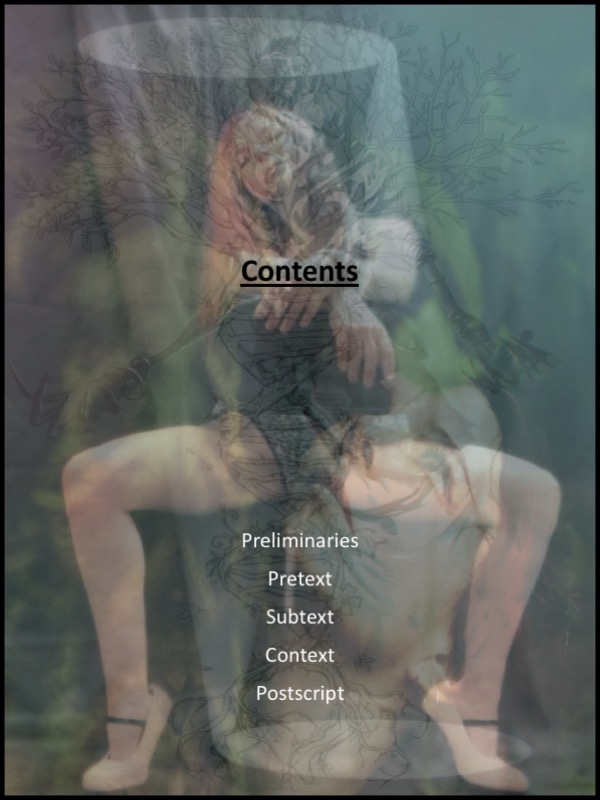 Contents
Preliminaries
Pretext
Subtext
Context
Postscript